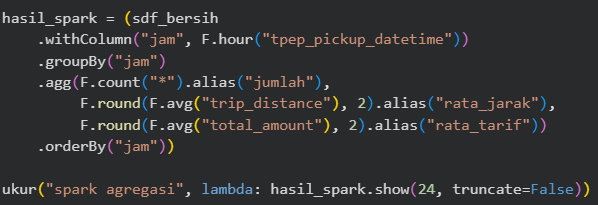 hasil_spark = (sdf_bersih
    .withColumn("jam", F.hour("tpep_pickup_datetime"))
    .groupBy("jam")
    .agg(F.count("*").alias("jumlah"),
         F.round(F.avg("trip_distance"), 2).alias("rata_jarak"),
         F.round(F.avg("total_amount"), 2).alias("rata_tarif"))
    .orderBy("jam"))

ukur("spark agregasi", lambda: hasil_spark.show(24, truncate=False))